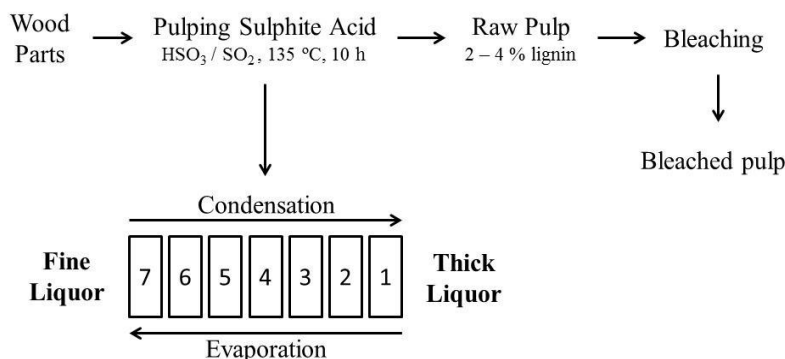 Wood Parts
Pulping Sulphite Acid
HSO₃ / SO₂, 135 ºC, 10 h
Raw Pulp
2 – 4 % lignin
Bleaching
Bleached pulp
Condensation
Fine Liquor
7 6 5 4 3 2 1
Thick Liquor
Evaporation